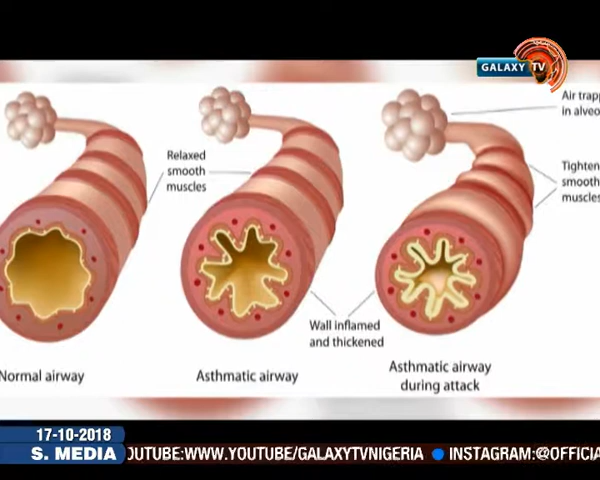 GALAXY TV
Air trapp
in alveo
Relaxed
smooth
muscles
Tighten
smooth
muscles
Wall inflamed
and thickened
Normal airway
Asthmatic airway
Asthmatic airway
during attack
17-10-2018
S. MEDIA
OUTUBE:WWW.YOUTUBE/GALAXYTVNIGERIA INSTAGRAM:@OFFICIA